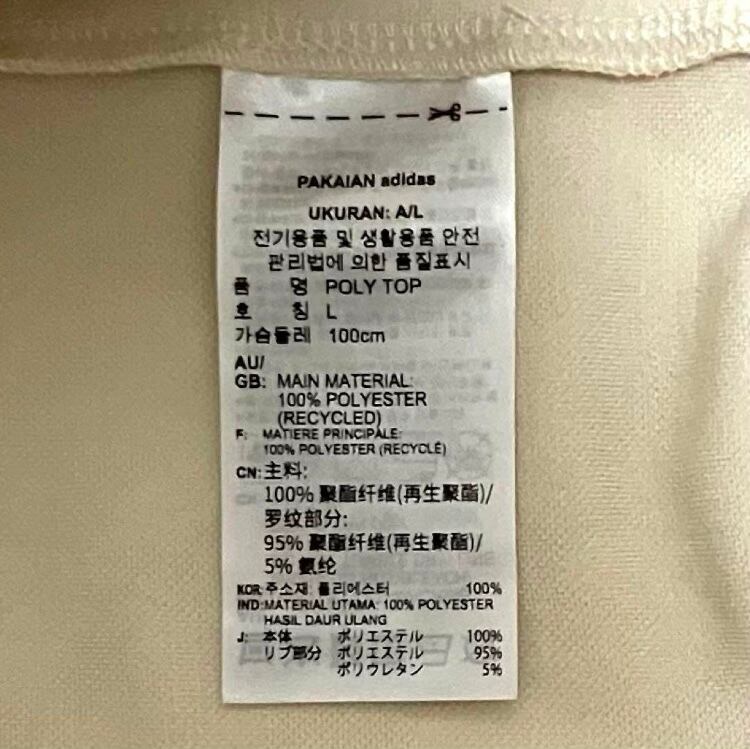 PAKAIAN adidas
UKURAN: A/L
전기용품 및 생활용품 안전
관리법에 의한 품질표시
품 명 POLY TOP
호 칭 L
가슴둘레 100cm
AU/
GB: MAIN MATERIAL:
100% POLYESTER
(RECYCLED)
F: MATIERE PRINCIPALE:
100% POLYESTER (RECYCLÉ)
CN: 主料:
100% 聚酯纤维(再生聚酯)/
罗纹部分:
95% 聚酯纤维(再生聚酯)/
5% 氨纶
KOR: 주소재: 폴리에스터 100%
IND: MATERIAL UTAMA: 100% POLYESTER
HASIL DAUR ULANG
J: 本体 ポリエステル 100%
リブ部分 ポリエステル 95%
ポリウレタン 5%